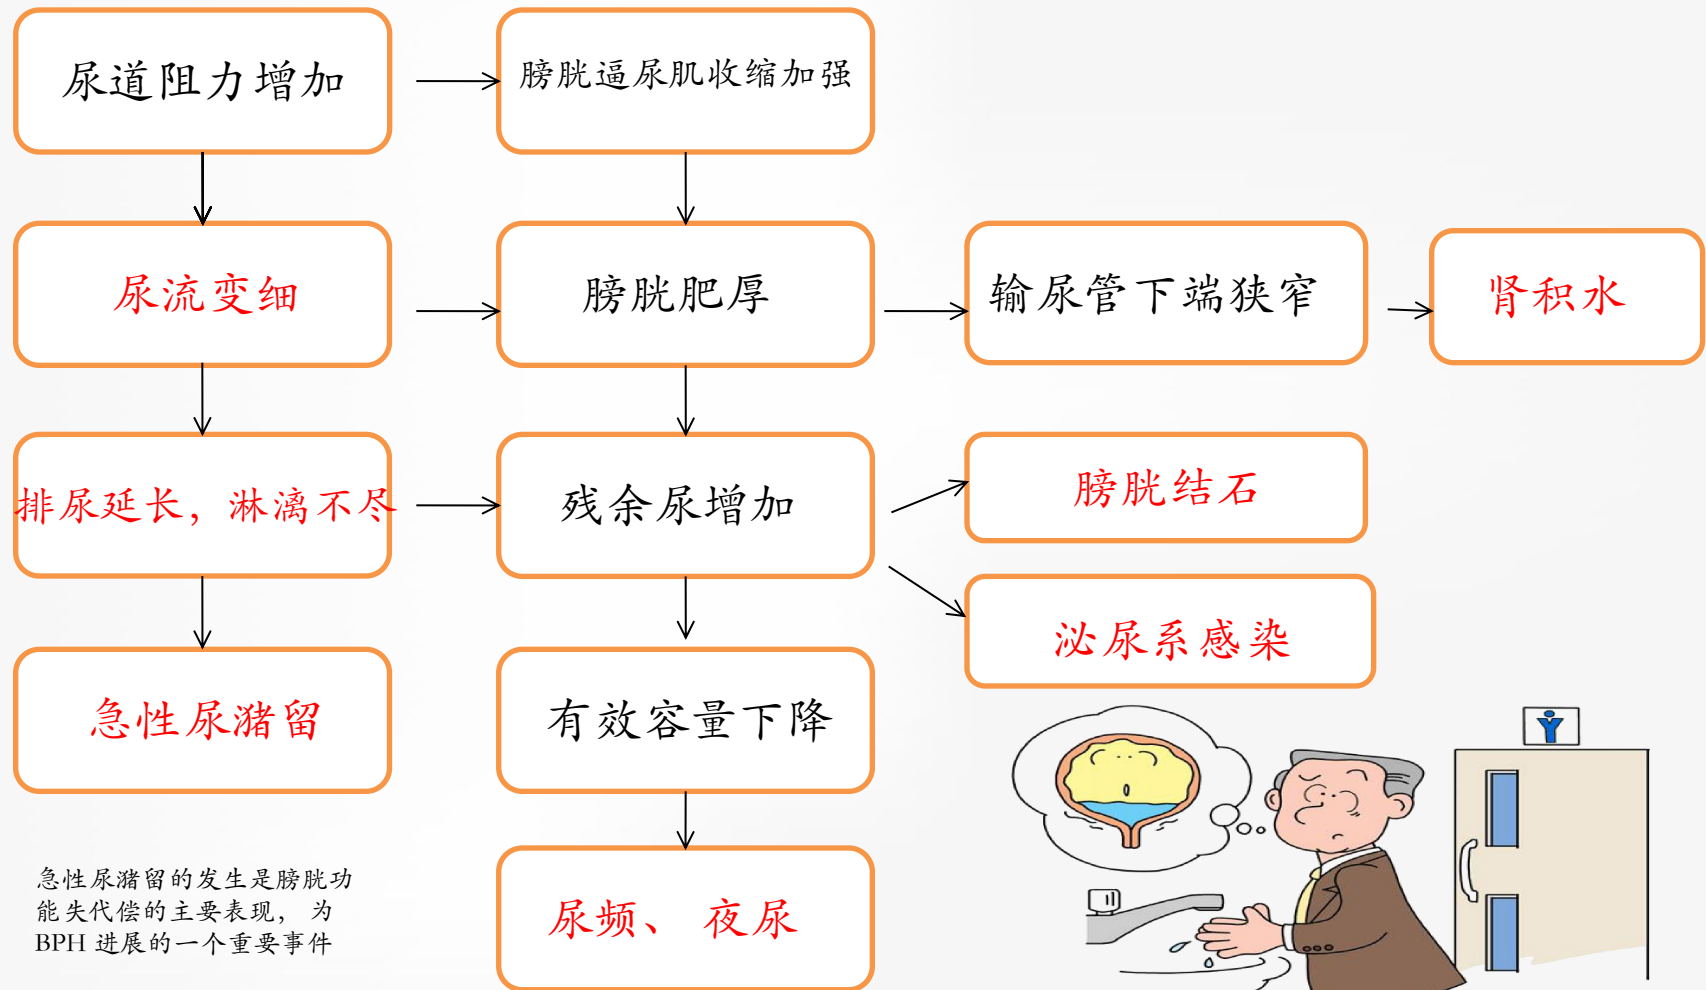 尿道阻力增加
膀胱逼尿肌收缩加强
尿流变细
膀胱肥厚
输尿管下端狭窄
肾积水
排尿延长，淋漓不尽
残余尿增加
膀胱结石
泌尿系感染
急性尿潴留
有效容量下降
尿频、 夜尿
急性尿潴留的发生是膀胱功
能失代偿的主要表现， 为
BPH 进展的一个重要事件